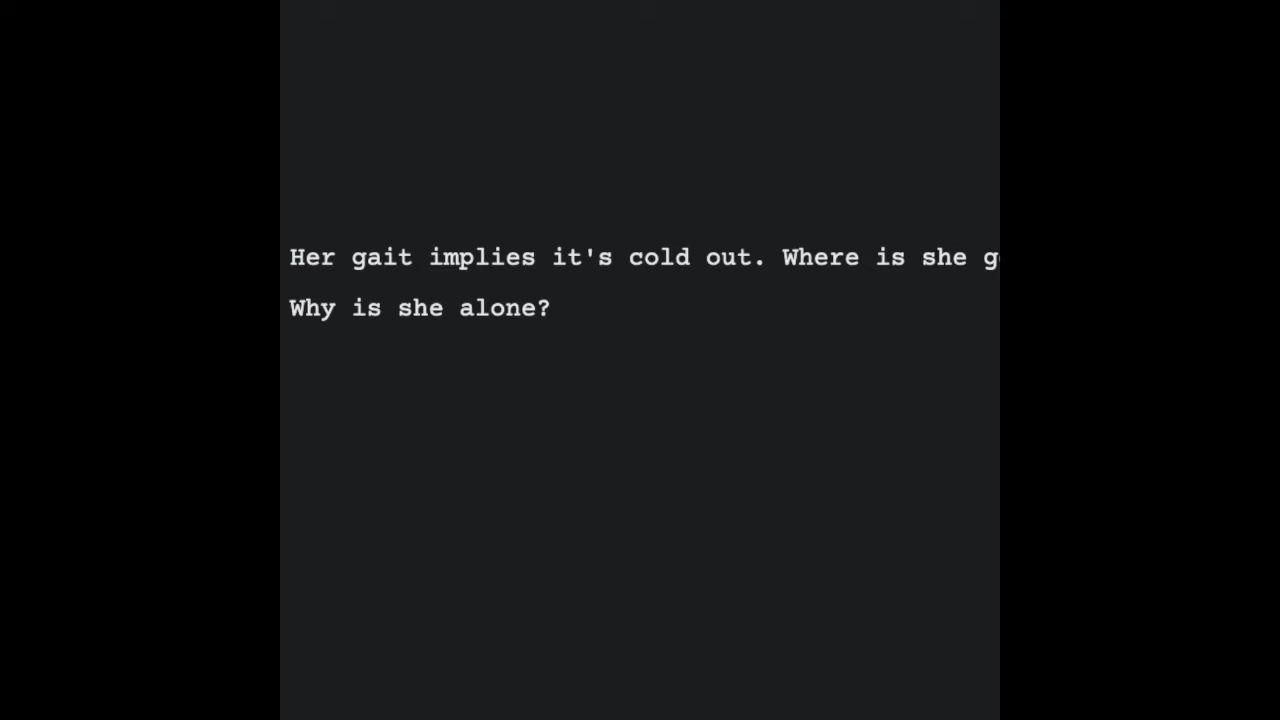 Her gait implies it's cold out. Where is she
Why is she alone?